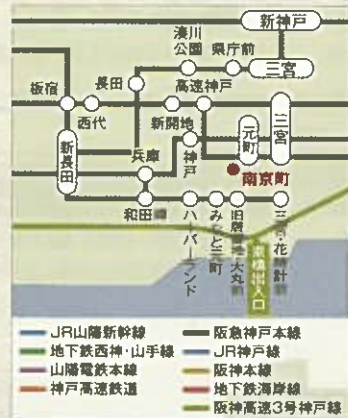 新神戸
湊川
公園
県庁前
三宮
長田
板宿
高速神戸
西代
新開地
三宮
元町
新長田
兵庫
神戸
南京町
和田岬
ハーバーランド
みなと元町
旧居留地・大丸前
三宮・花時計前
京橋出入口
JR山陽新幹線
阪急神戸本線
地下鉄西神・山手線
JR神戸線
山陽電鉄本線
阪神本線
神戸高速鉄道
地下鉄海岸線
阪神高速3号神戸線